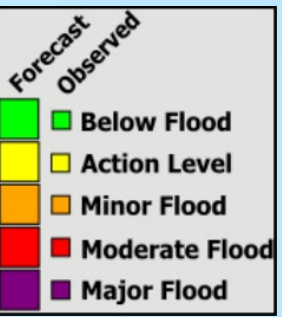 Forecast
Observed
Below Flood
Action Level
Minor Flood
Moderate Flood
Major Flood